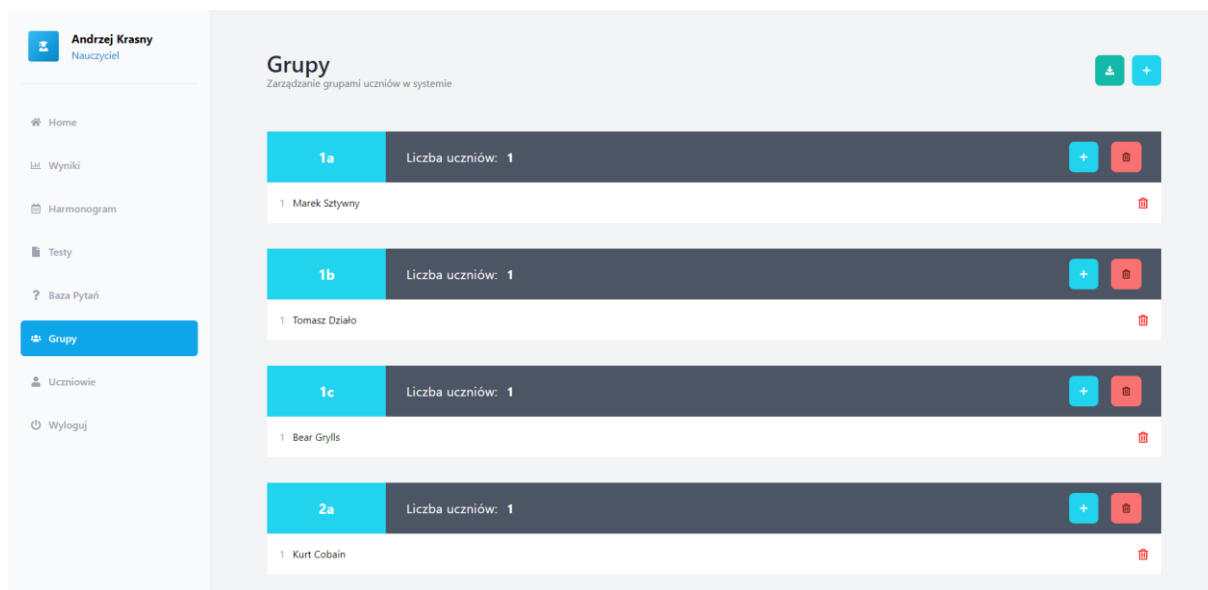 Andrzej Krasny
Nauczyciel
Home
Wyniki
Harmonogram
Testy
? Baza Pytań
Grupy
Uczniowie
Wyloguj
Grupy
Zarządzanie grupami uczniów w systemie
1a Liczba uczniów: 1
1 Marek Sztywny
1b Liczba uczniów: 1
1 Tomasz Działo
1c Liczba uczniów: 1
1 Bear Grylls
2a Liczba uczniów: 1
1 Kurt Cobain